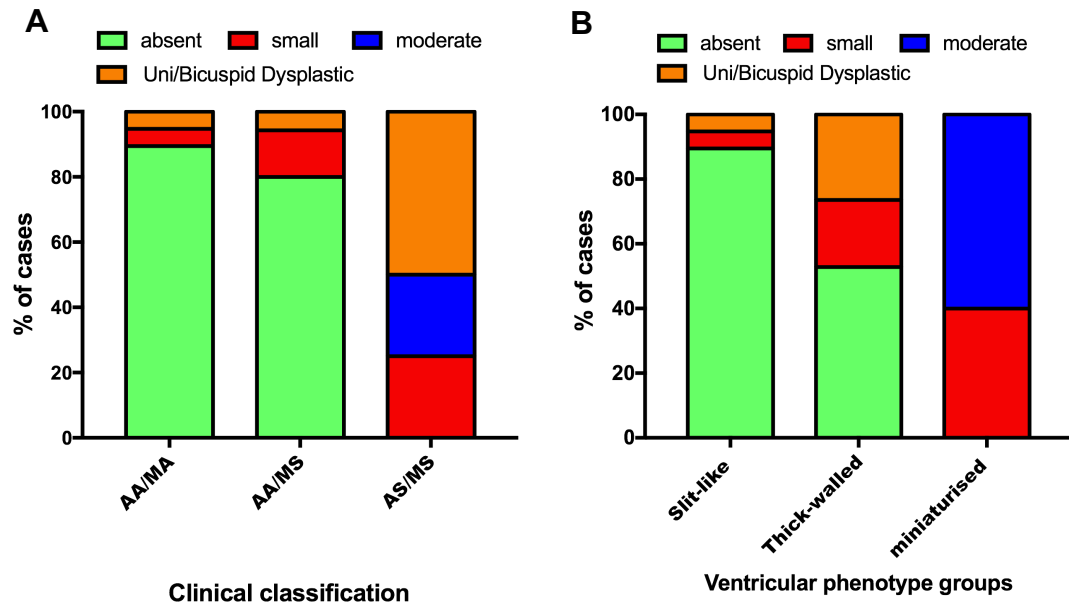 A
absent small moderate
Uni/Bicuspid Dysplastic
100
80
60
40
20
0
% of cases
AA/MA
AA/MS
AS/MS
Clinical classification
B
absent small moderate
Uni/Bicuspid Dysplastic
100
80
60
40
20
0
% of cases
Slit-like
Thick-walled
miniaturised
Ventricular phenotype groups